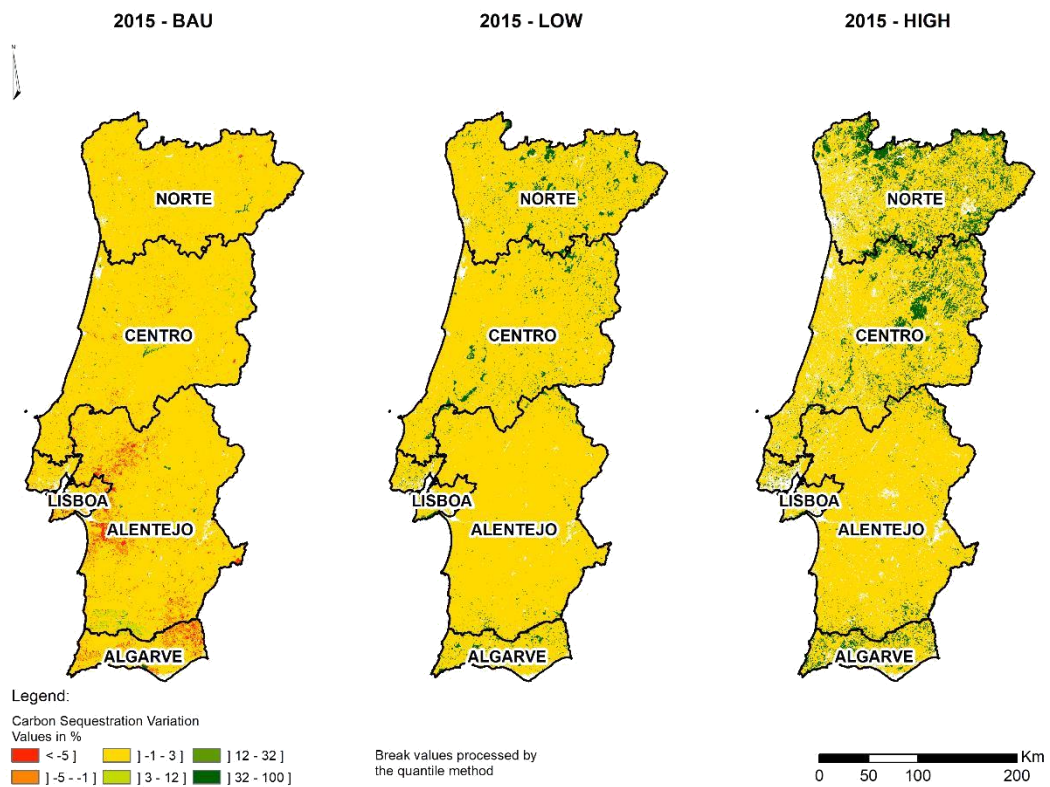 2015 - BAU
2015 - LOW
2015 - HIGH
N
NORTE
NORTE
NORTE
CENTRO
CENTRO
CENTRO
LISBOA
LISBOA
LISBOA
ALENTEJO
ALENTEJO
ALENTEJO
ALGARVE
ALGARVE
ALGARVE
Legend:
Carbon Sequestration Variation
Values in %
< -5 ]
] -1 - 3 ]
] 12 - 32 ]
] -5 - -1 ]
] 3 - 12 ]
] 32 - 100 ]
Break values processed by
the quantile method
Km
0 50 100 200